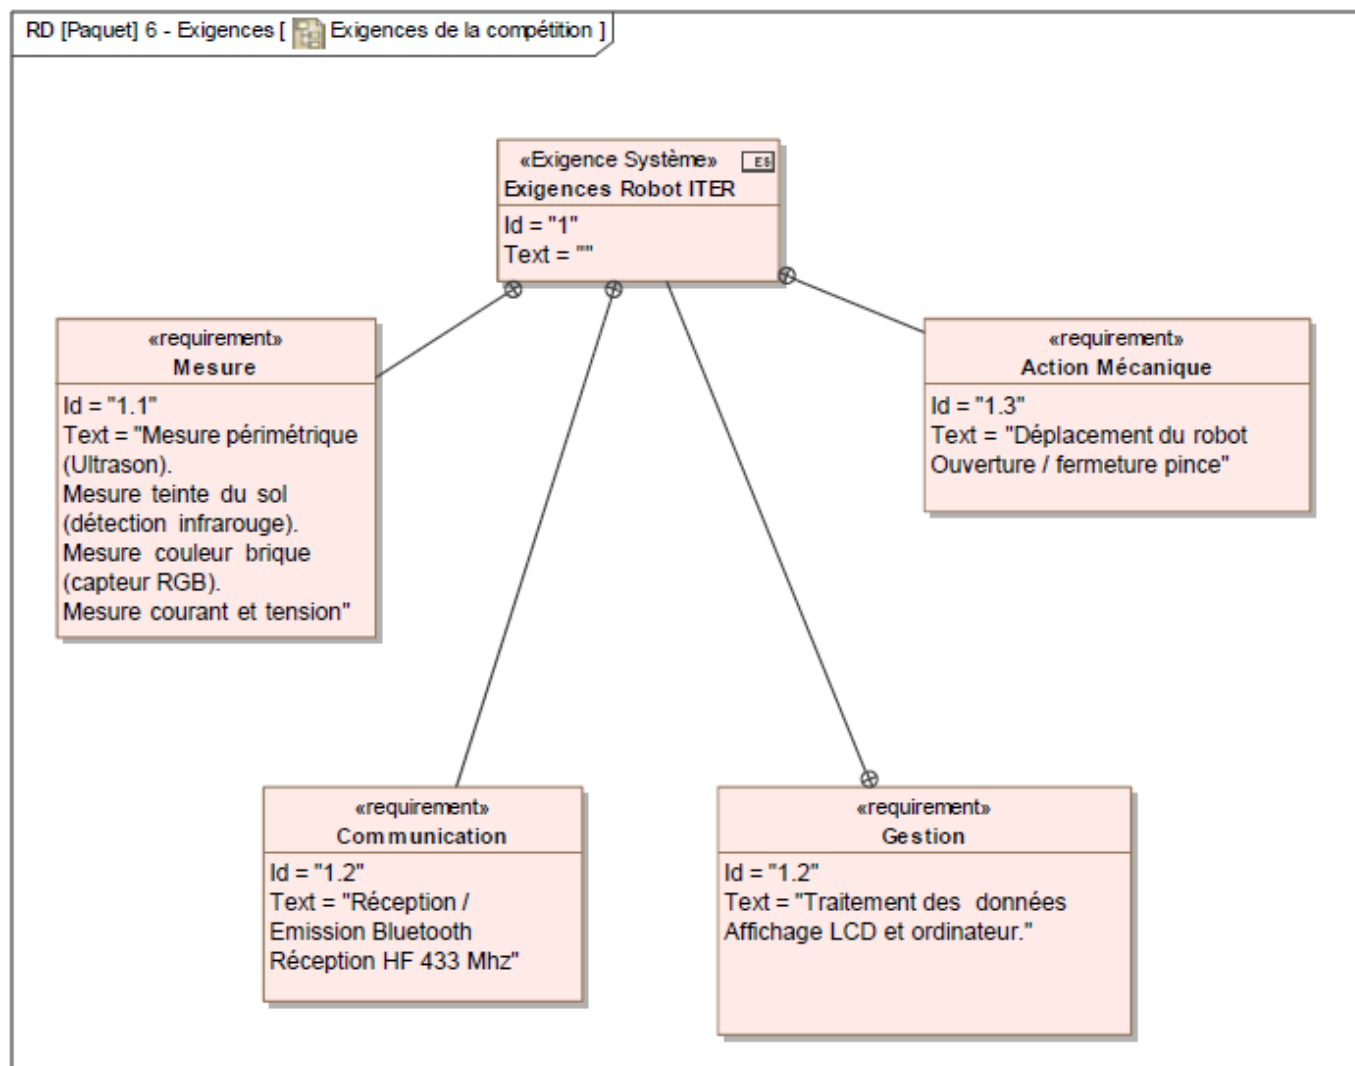 RD [Paquet] 6 - Exigences [ Exigences de la compétition ]
«Exigence Système»
ES
Exigences Robot ITER
Id = "1"
Text = ""
«requirement»
Mesure
Id = "1.1"
Text = "Mesure périmétrique
(Ultrason).
Mesure teinte du sol
(détection infrarouge).
Mesure couleur brique
(capteur RGB).
Mesure courant et tension"
«requirement»
Action Mécanique
Id = "1.3"
Text = "Déplacement du robot
Ouverture / fermeture pince"
«requirement»
Communication
Id = "1.2"
Text = "Réception /
Emission Bluetooth
Réception HF 433 Mhz"
«requirement»
Gestion
Id = "1.2"
Text = "Traitement des données
Affichage LCD et ordinateur."